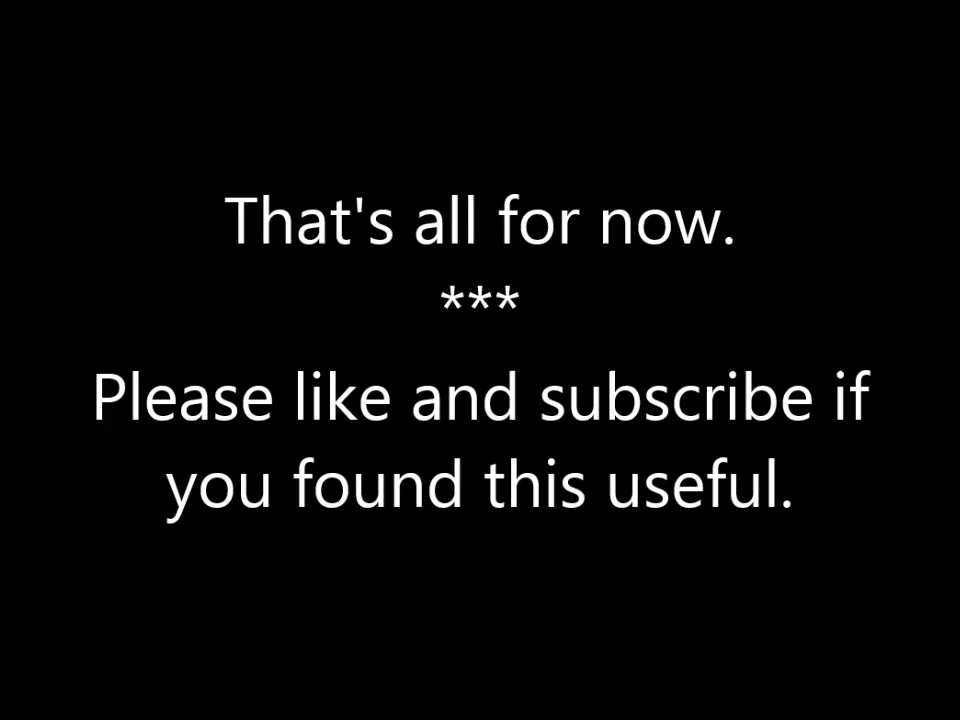 That's all for now.
***
Please like and subscribe if
you found this useful.